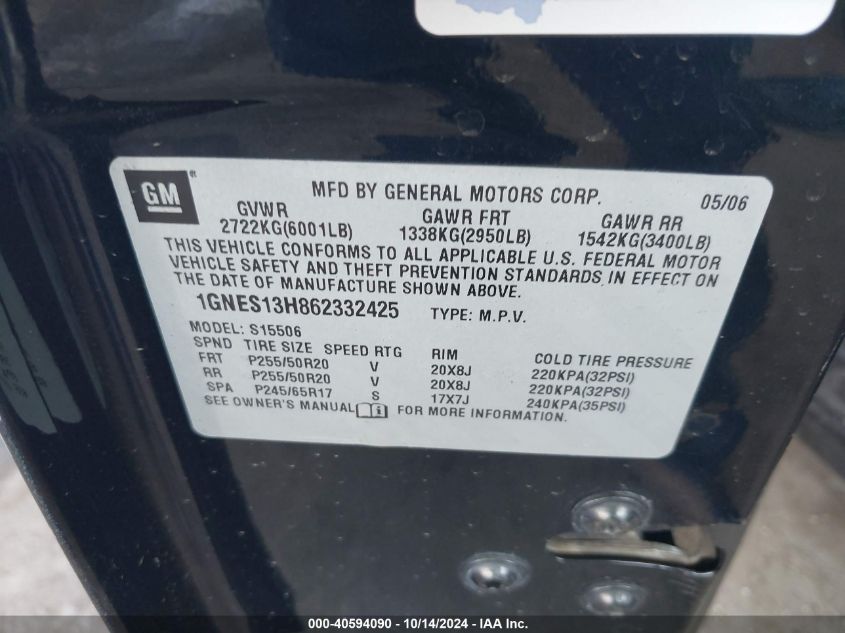 GM
MFD BY GENERAL MOTORS CORP.
05/06
GVWR GAWR FRT GAWR RR
2722KG(6001LB) 1338KG(2950LB) 1542KG(3400LB)
THIS VEHICLE CONFORMS TO ALL APPLICABLE U.S. FEDERAL MOTOR
VEHICLE SAFETY AND THEFT PREVENTION STANDARDS IN EFFECT ON
THE DATE OF MANUFACTURE SHOWN ABOVE.
1GNES13H862332425 TYPE: M.P.V.
MODEL: S15506
SPND TIRE SIZE SPEED RTG RIM COLD TIRE PRESSURE
FRT P255/50R20 V 20X8J 220KPA(32PSI)
RR P255/50R20 V 20X8J 220KPA(32PSI)
SPA P245/65R17 S 17X7J 240KPA(35PSI)
SEE OWNER'S MANUAL FOR MORE INFORMATION.
000-40594090 | 10/14/2024 - IAA Inc.